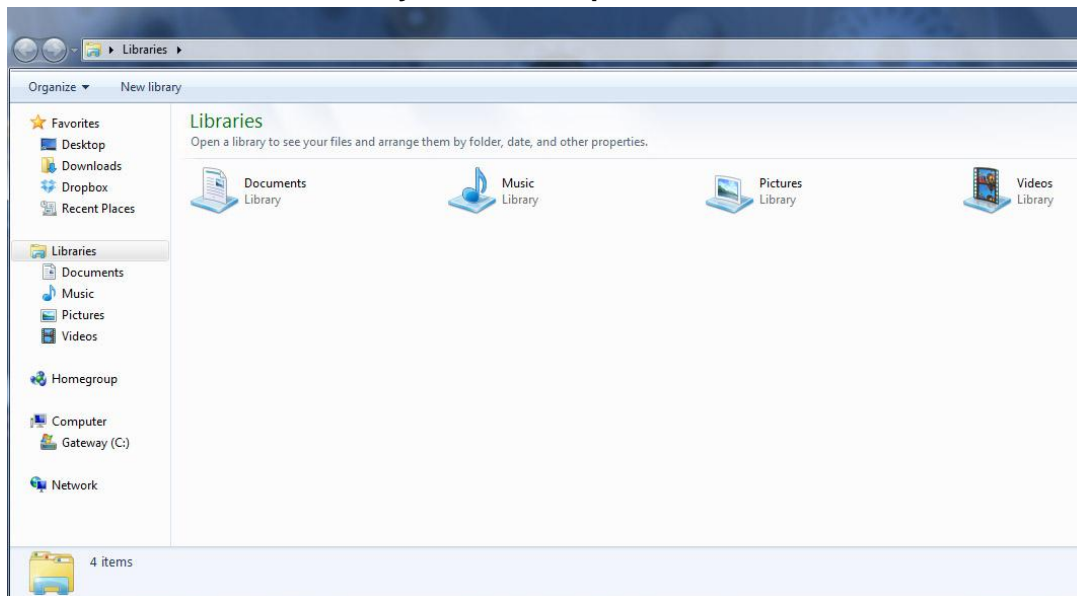 Libraries
Organize New library
Favorites
Desktop
Downloads
Dropbox
Recent Places
Libraries
Documents
Music
Pictures
Videos
Homegroup
Computer
Gateway (C:)
Network
Libraries
Open a library to see your files and arrange them by folder, date, and other properties.
Documents
Library
Music
Library
Pictures
Library
Videos
Library
4 items